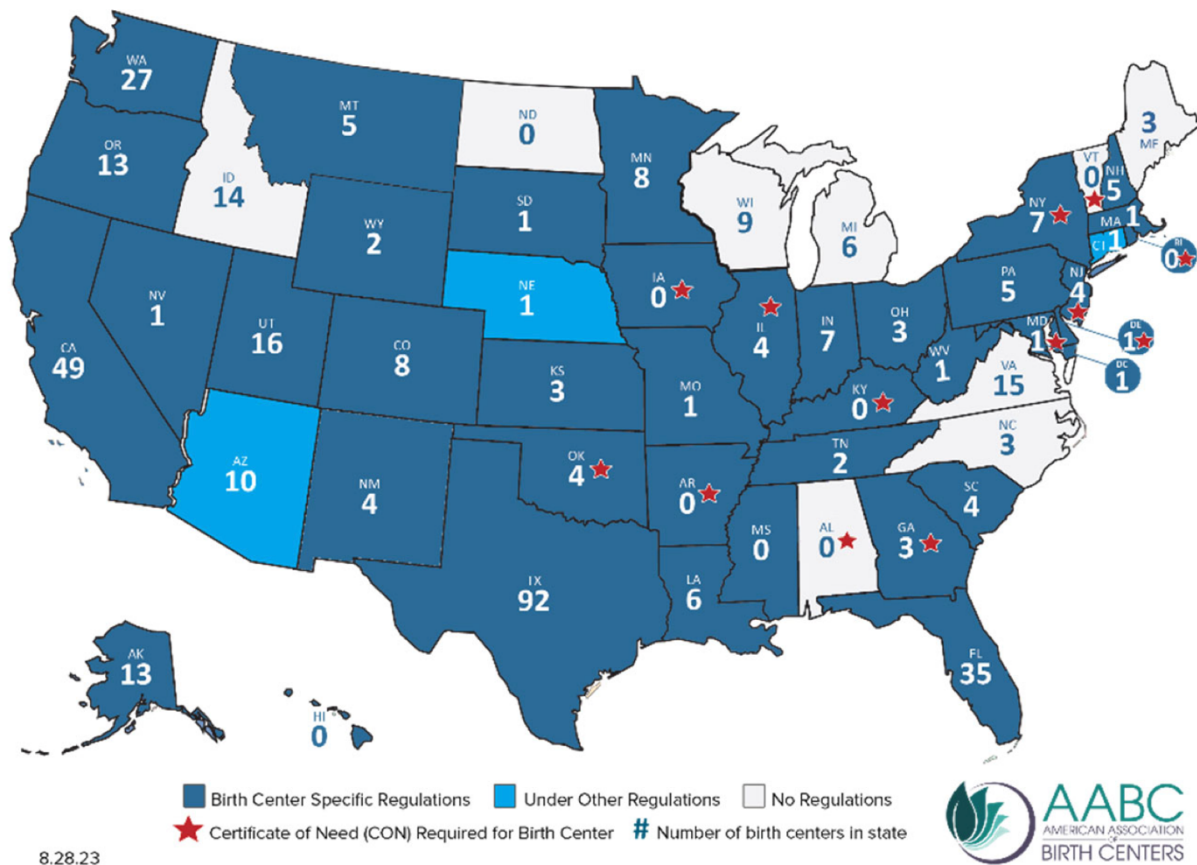 WA
27
MT
5
ND
0
MN
8
OR
13
ID
14
SD
1
WY
2
WI
9
MI
6
3
ME
VT
0
NH
5
NY
7
MA
1
CT
1
RI
0
NE
1
IA
0
PA
5
NJ
4
NV
1
UT
16
CO
8
CA
49
KS
3
MO
1
IL
4
IN
7
OH
3
WV
1
MD
1
DE
1
DC
1
KY
0
VA
15
NC
3
TN
2
SC
4
AZ
10
NM
4
OK
4
AR
0
MS
0
AL
0
GA
3
TX
92
LA
6
FL
35
AK
13
HI
0
Birth Center Specific Regulations
Under Other Regulations
No Regulations
Certificate of Need (CON) Required for Birth Center
# Number of birth centers in state
AABC
AMERICAN ASSOCIATION
OF
BIRTH CENTERS
8.28.23